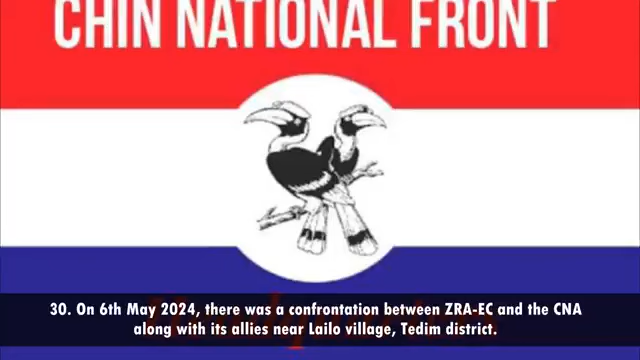 CHIN NATIONAL FRONT
30. On 6th May 2024, there was a confrontation between ZRA-EC and the CNA
along with its allies near Lailo village, Tedim district.